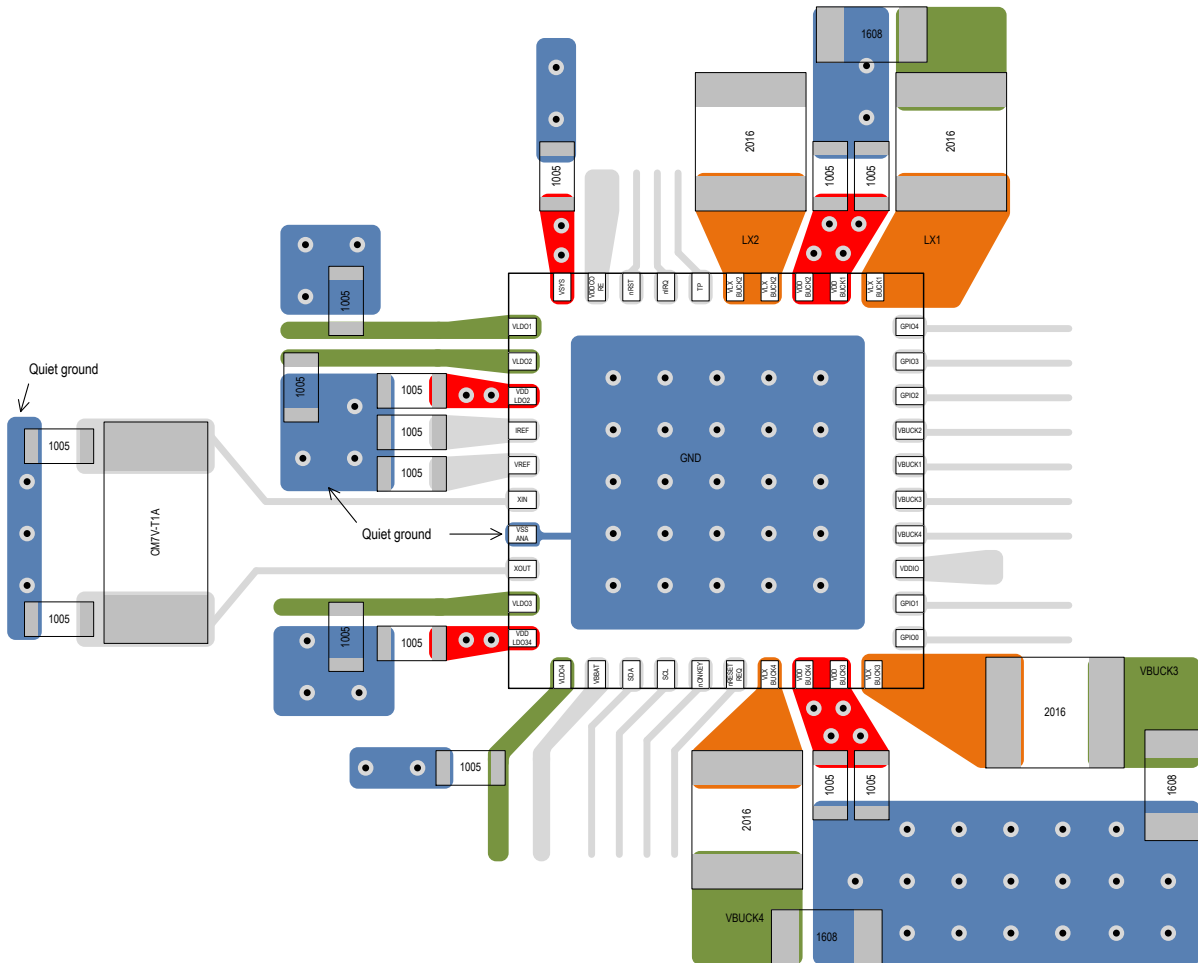 1608
2016
2016
1005
1005
1005
LX2
LX1
VSYS
VDDCO
RE
nRST
nIRQ
TP
VLX
BUCK2
VLX
BUCK2
VDD
BUCK2
VDD
BUCK1
VLX
BUCK1
1005
VLDO1
GPIO4
Quiet ground
1005
VLDO2
GPIO3
1005
VDD
LDO2
GPIO2
1005
1005
IREF
VBUCK2
GND
1005
VREF
VBUCK1
CM7V-T1A
XIN
VBUCK3
Quiet ground
VSS
ANA
VBUCK4
XOUT
VDDIO
1005
VLDO3
GPIO1
1005
1005
VDD
LDO34
GPIO0
VLDO4
VBBAT
SDA
SCL
nONKEY
nRESET
REQ
VLX
BUCK4
VDD
BUCK4
VDD
BUCK3
VLX
BUCK3
VBUCK3
2016
1005
1005
1005
1608
2016
VBUCK4
1608